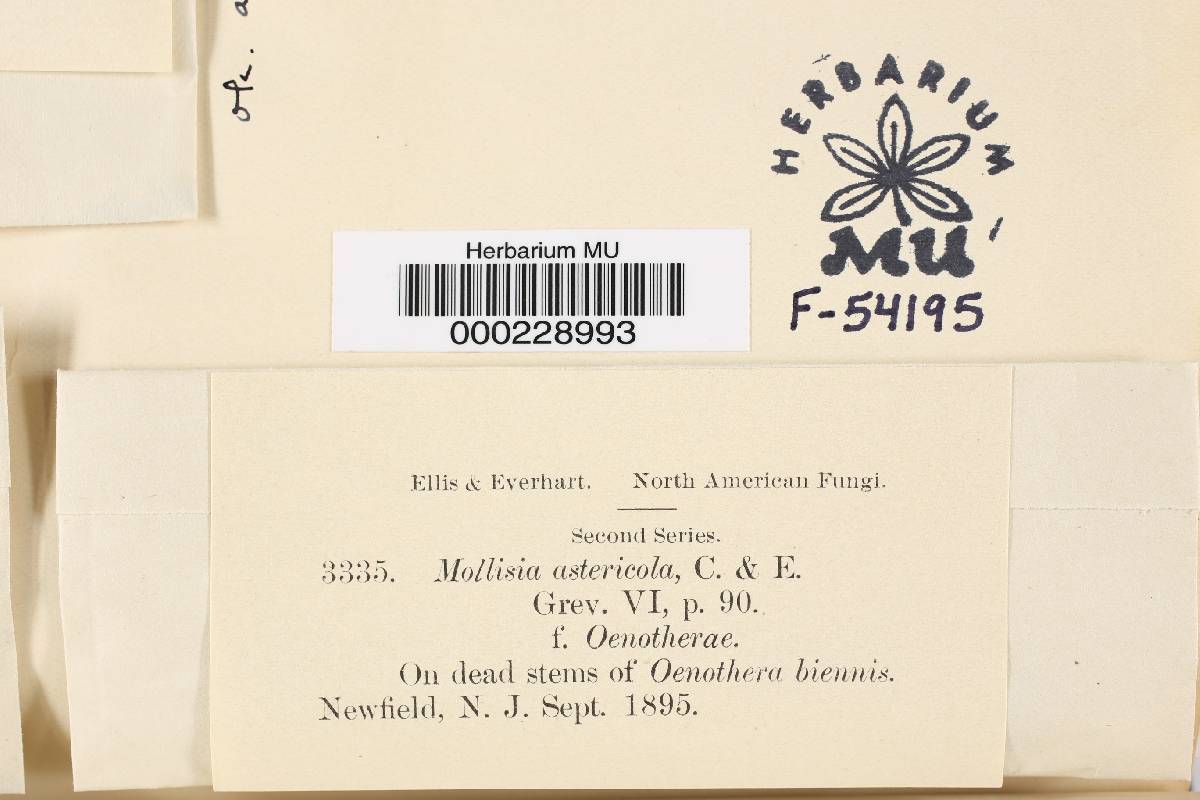 HERBARIUM
MU
F-54195
Herbarium MU
000228993
Ellis & Everhart. North American Fungi.
Second Series.
3335. Mollisia astericola, C. & E.
Grev. VI, p. 90.
f. Oenotherae.
On dead stems of Oenothera biennis.
Newfield, N. J. Sept. 1895.